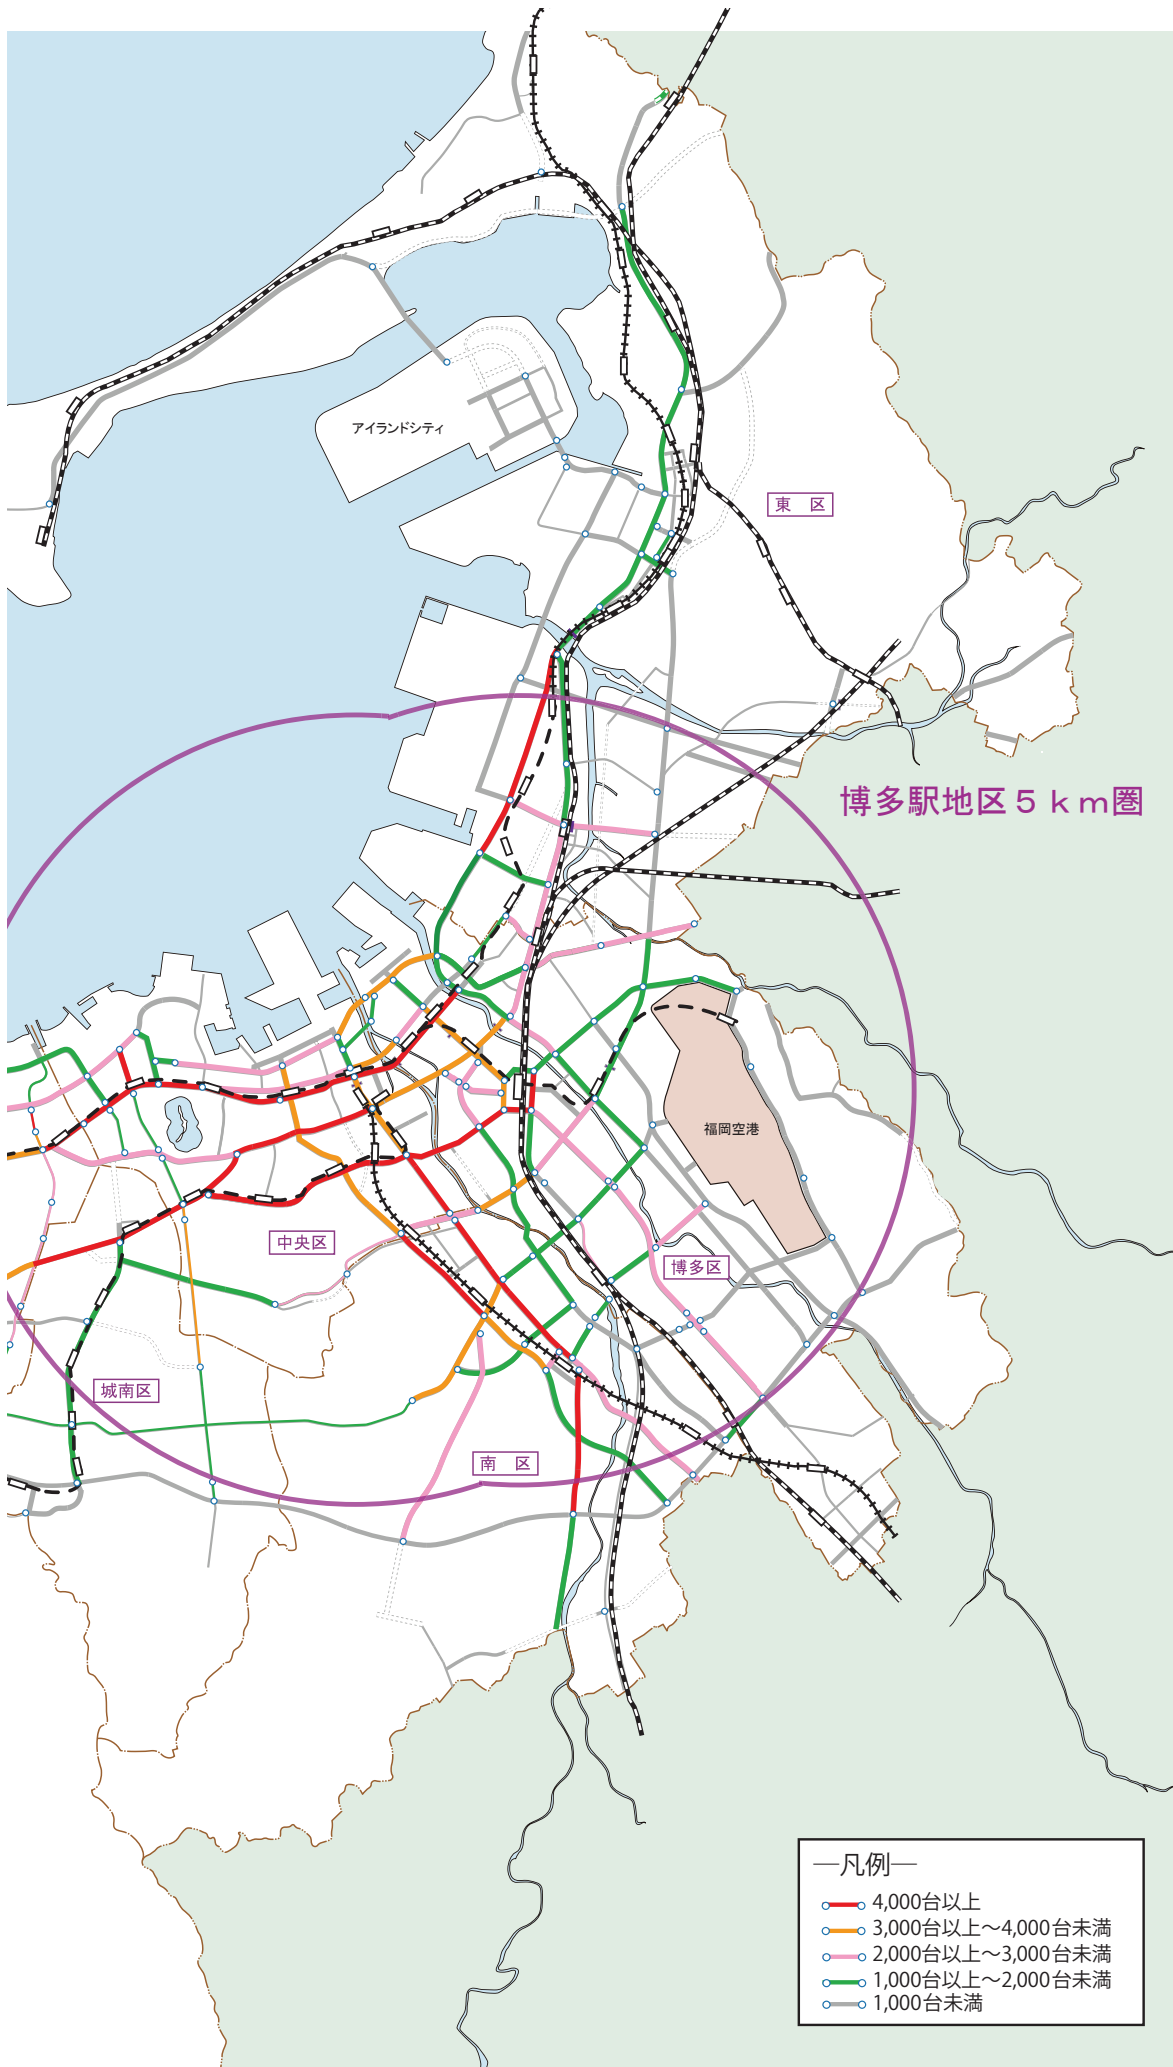 アイランドシティ
東　区
博多駅地区５ｋｍ圏
福岡空港
中央区
博多区
城南区
南　区
―凡例―
4,000台以上
3,000台以上～4,000台未満
2,000台以上～3,000台未満
1,000台以上～2,000台未満
1,000台未満